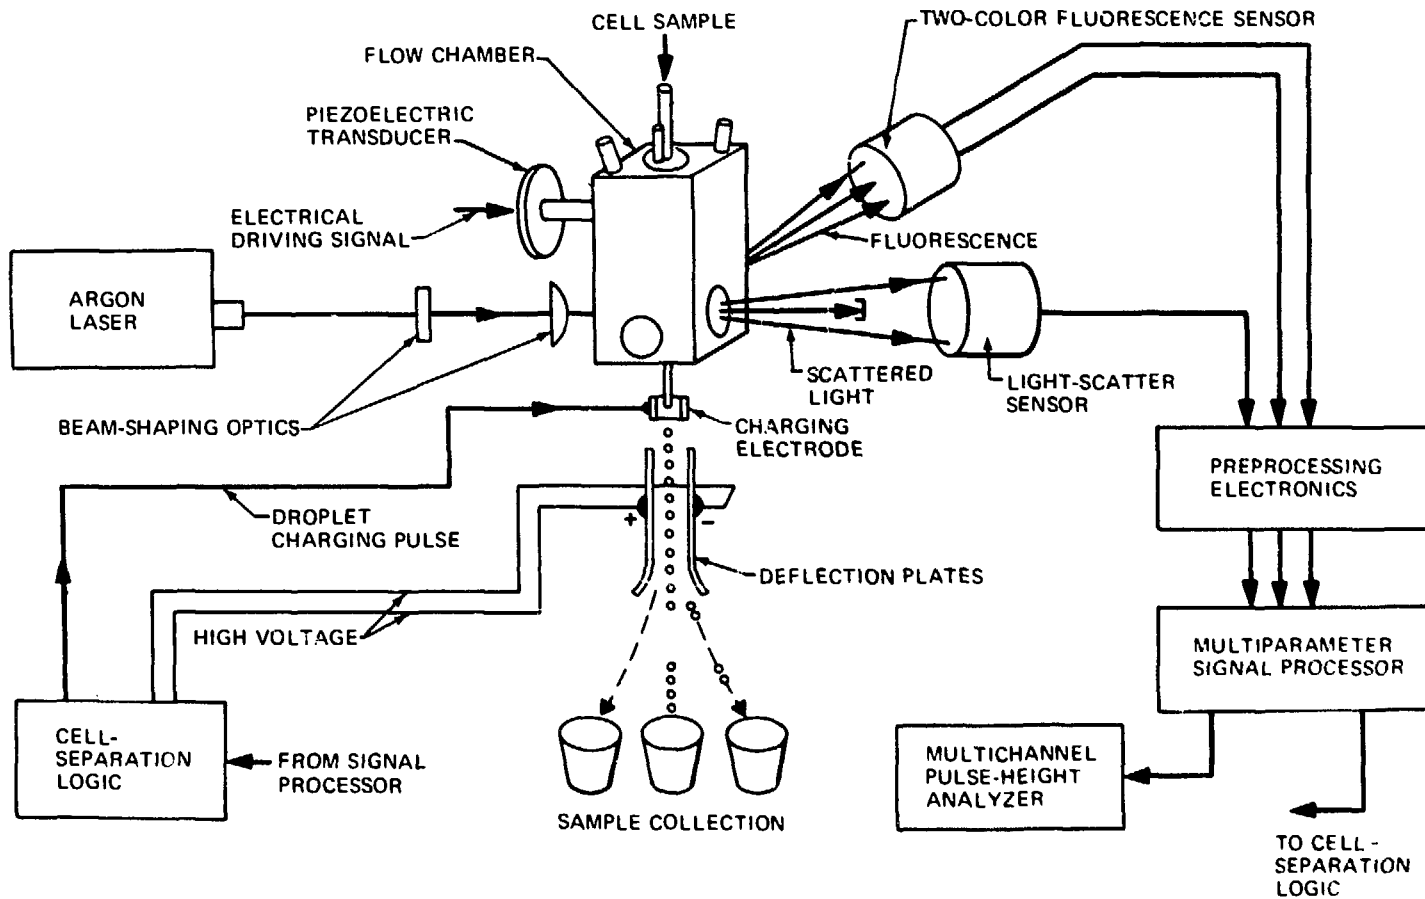 CELL SAMPLE
TWO-COLOR FLUORESCENCE SENSOR
FLOW CHAMBER
PIEZOELECTRIC
TRANSDUCER
ELECTRICAL
DRIVING SIGNAL
FLUORESCENCE
ARGON
LASER
SCATTERED
LIGHT
LIGHT-SCATTER
SENSOR
BEAM-SHAPING OPTICS
CHARGING
ELECTRODE
PREPROCESSING
ELECTRONICS
DROPLET
CHARGING PULSE
+
-
DEFLECTION PLATES
HIGH VOLTAGE
MULTIPARAMETER
SIGNAL PROCESSOR
CELL-
SEPARATION
LOGIC
FROM SIGNAL
PROCESSOR
MULTICHANNEL
PULSE-HEIGHT
ANALYZER
SAMPLE COLLECTION
TO CELL-
SEPARATION
LOGIC